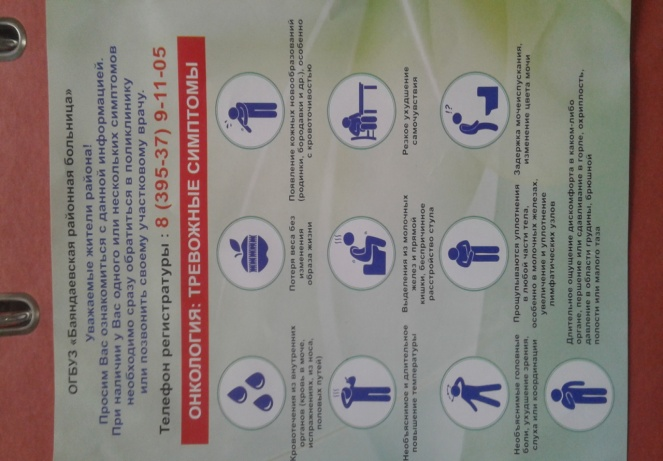 ОГБУЗ «Баяндаевская районная больница»
Уважаемые жители района!
Просим Вас ознакомиться с данной информацией.
При наличии у Вас одного или нескольких симптомов
необходимо сразу обратиться в поликлинику
или позвонить своему участковому врачу.
Телефон регистратуры : 8 (395-37) 9-11-05
ОНКОЛОГИЯ: ТРЕВОЖНЫЕ СИМПТОМЫ
Кровотечения из внутренних
органов (кровь в моче,
испражнениях, из носа,
половых путей)
Потеря веса без
изменения
образа жизни
Появление кожных новообразований
(родинки, бородавки и др.), особенно
с кровоточивостью
Необъяснимое и длительное
повышение температуры
Выделения из молочных
желез и прямой
кишки, беспричинное
расстройство стула
Резкое ухудшение
самочувствия
!?
Необъяснимые головные
боли, ухудшение зрения,
слуха или координации
Прощупываются уплотнения
в любой части тела,
особенно в молочных железах,
увеличение и уплотнение
лимфатических узлов
Задержка мочеиспускания,
изменение цвета мочи
Длительное ощущение дискомфорта в каком-либо
органе, першение или сдавливание в горле, охриплость,
давление в области грудины, брюшной
полости или малого таза